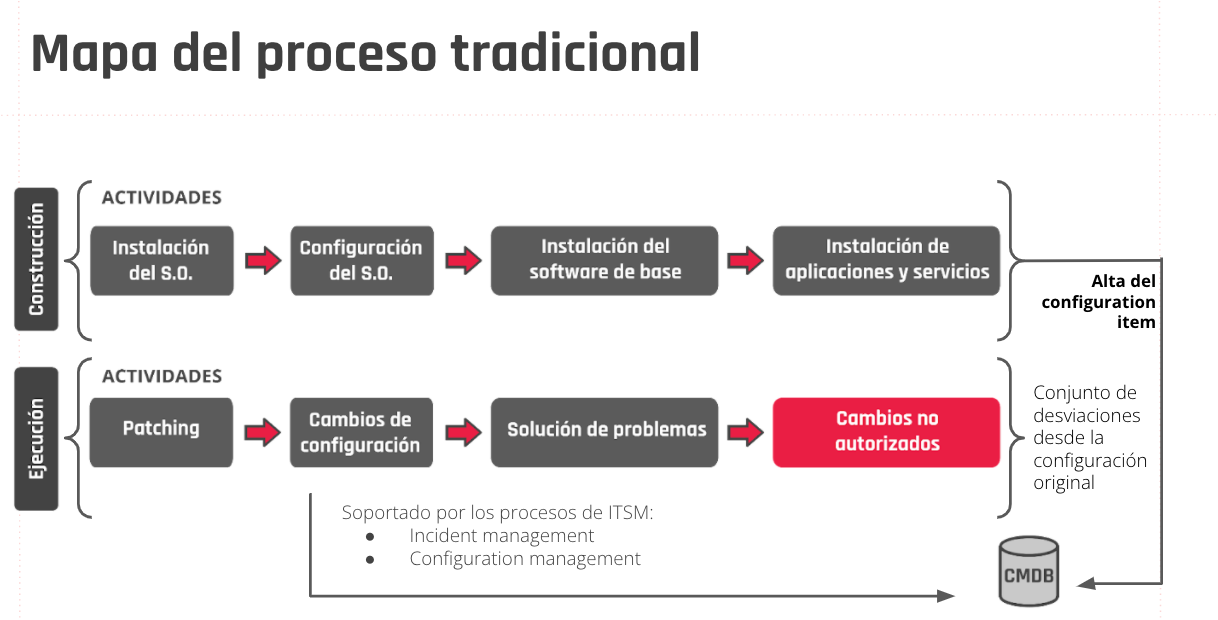 Mapa del proceso tradicional
Construcción
ACTIVIDADES
Instalación
del S.O.
Configuración
del S.O.
Instalación del
software de base
Instalación de
aplicaciones y servicios
Alta del
configuration
item
Ejecución
ACTIVIDADES
Patching
Cambios de
configuración
Solución de problemas
Cambios no
autorizados
Conjunto de
desviaciones
desde la
configuración
original
Soportado por los procesos de ITSM:
● Incident management
● Configuration management
CMDB